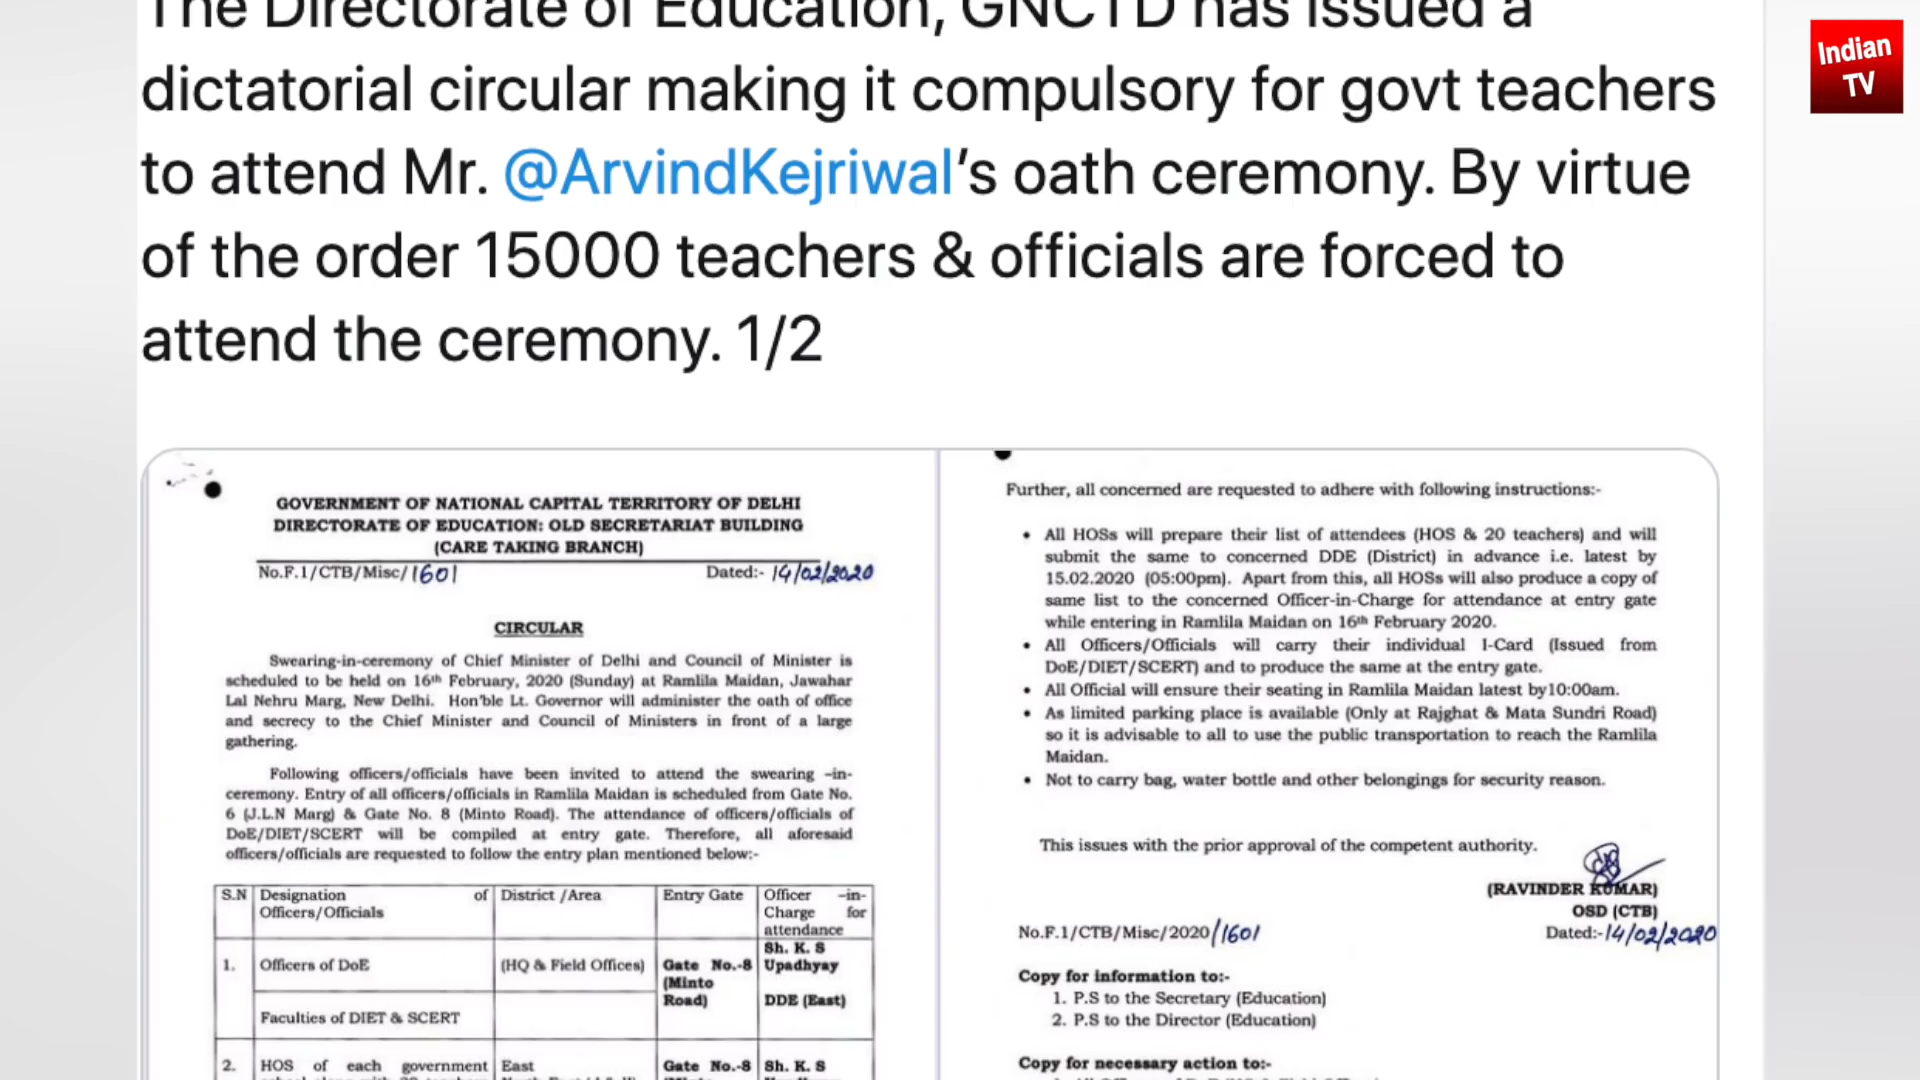 The Directorate of Education, GNCTD has issued a
dictatorial circular making it compulsory for govt teachers
to attend Mr. @ArvindKejriwal's oath ceremony. By virtue
of the order 15000 teachers & officials are forced to
attend the ceremony. 1/2
Indian
TV
GOVERNMENT OF NATIONAL CAPITAL TERRITORY OF DELHI
DIRECTORATE OF EDUCATION: OLD SECRETARIAT BUILDING
(CARE TAKING BRANCH)
No.F.1/CTB/Misc/1601 Dated:- 14/02/2020
CIRCULAR
Swearing-in-ceremony of Chief Minister of Delhi and Council of Minister is
scheduled to be held on 16th February, 2020 (Sunday) at Ramlila Maidan, Jawahar
Lal Nehru Marg, New Delhi. Hon'ble Lt. Governor will administer the oath of office
and secrecy to the Chief Minister and Council of Ministers in front of a large
gathering.
Following officers/officials have been invited to attend the swearing –in-
ceremony. Entry of all officers/officials in Ramlila Maidan is scheduled from Gate No.
6 (J.L.N Marg) & Gate No. 8 (Minto Road). The attendance of officers/officials of
DoE/DIET/SCERT will be compiled at entry gate. Therefore, all aforesaid
officers/officials are requested to follow the entry plan mentioned below:-
S.N Designation of District /Area Entry Gate Officer –in-
Officers/Officials Charge for
attendance
1. Officers of DoE (HQ & Field Offices) Gate No.-8 Sh. K. S
(Minto Upadhyay
Road) DDE (East)
Faculties of DIET & SCERT
2. HOS of each government East Gate No.-8 Sh. K. S
Further, all concerned are requested to adhere with following instructions:-
• All HOSs will prepare their list of attendees (HOS & 20 teachers) and will
submit the same to concerned DDE (District) in advance i.e. latest by
15.02.2020 (05:00pm). Apart from this, all HOSs will also produce a copy of
same list to the concerned Officer-in-Charge for attendance at entry gate
while entering in Ramlila Maidan on 16th February 2020.
• All Officers/Officials will carry their individual I-Card (Issued from
DoE/DIET/SCERT) and to produce the same at the entry gate.
• All Official will ensure their seating in Ramlila Maidan latest by10:00am.
• As limited parking place is available (Only at Rajghat & Mata Sundri Road)
so it is advisable to all to use the public transportation to reach the Ramlila
Maidan.
• Not to carry bag, water bottle and other belongings for security reason.
This issues with the prior approval of the competent authority.
(RAVINDER KUMAR)
OSD (CTB)
No.F.1/CTB/Misc/2020/1601 Dated:-14/02/2020
Copy for information to:-
1. P.S to the Secretary (Education)
2. P.S to the Director (Education)
Copy for necessary action to:-